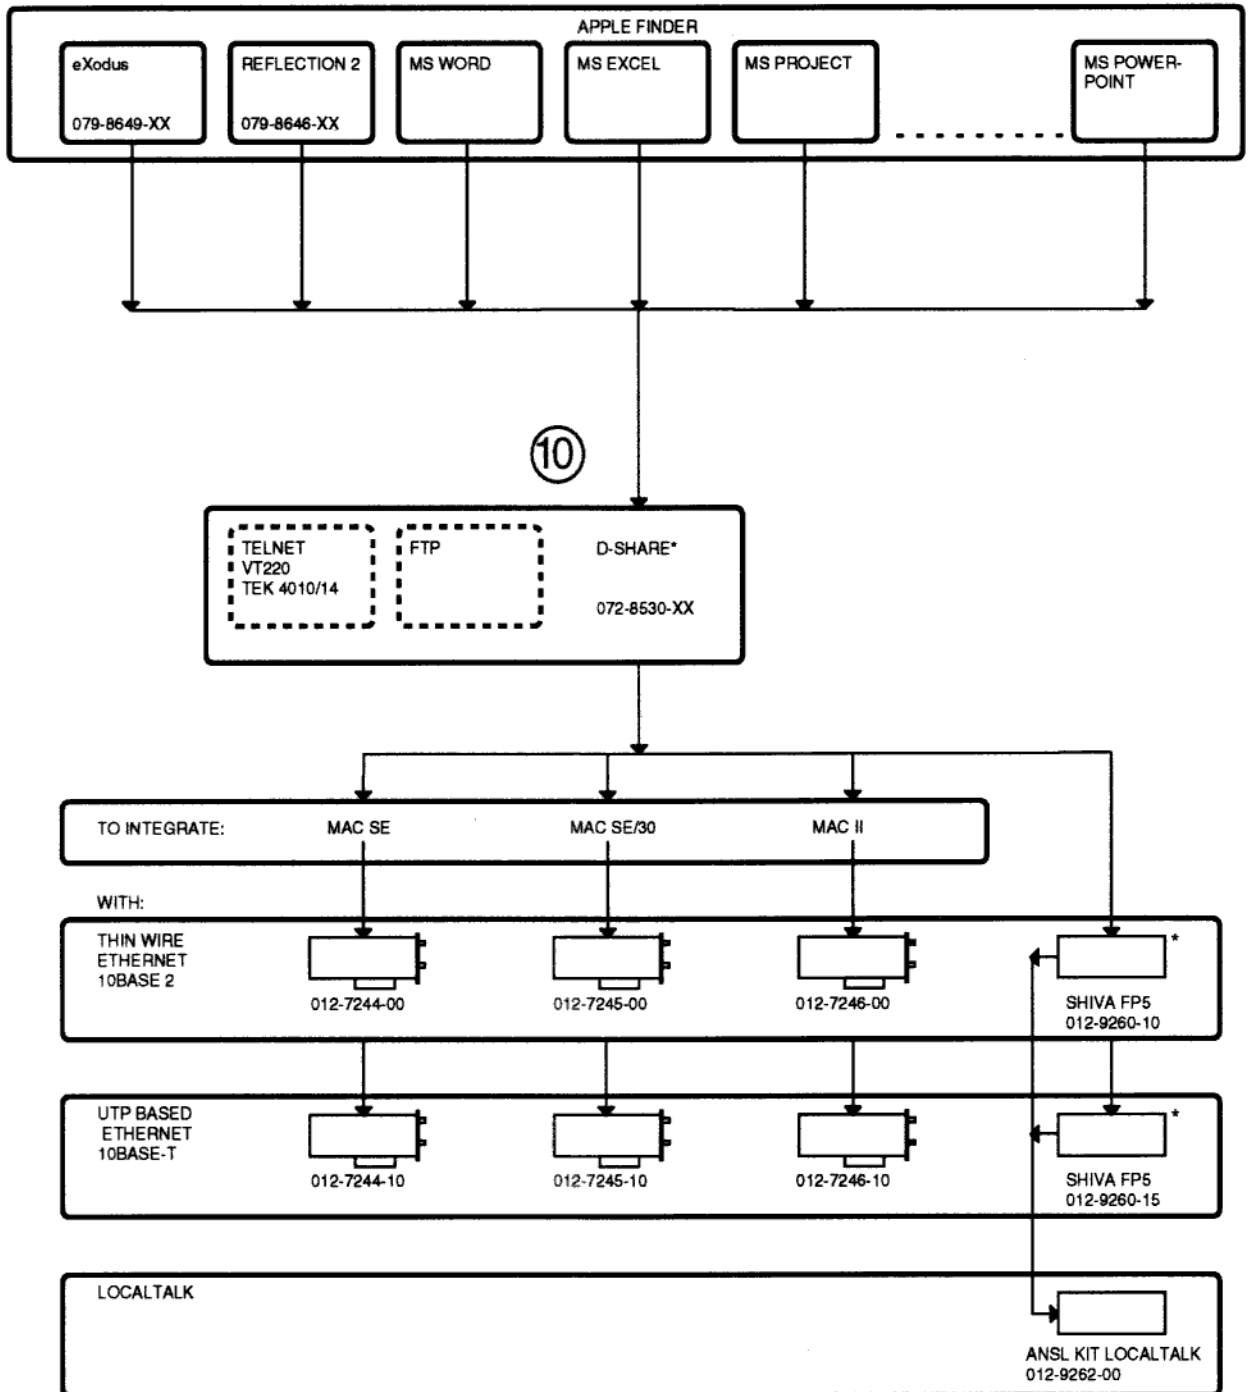 APPLE FINDER
eXodus
079-8649-XX
REFLECTION 2
079-8646-XX
MS WORD
MS EXCEL
MS PROJECT
MS POWER-
POINT
10
TELNET
VT220
TEK 4010/14
FTP
D-SHARE*
072-8530-XX
TO INTEGRATE:
MAC SE
MAC SE/30
MAC II
WITH:
THIN WIRE
ETHERNET
10BASE 2
012-7244-00
012-7245-00
012-7246-00
*
SHIVA FP5
012-9260-10
UTP BASED
ETHERNET
10BASE-T
012-7244-10
012-7245-10
012-7246-10
*
SHIVA FP5
012-9260-15
LOCALTALK
ANSL KIT LOCALTALK
012-9262-00